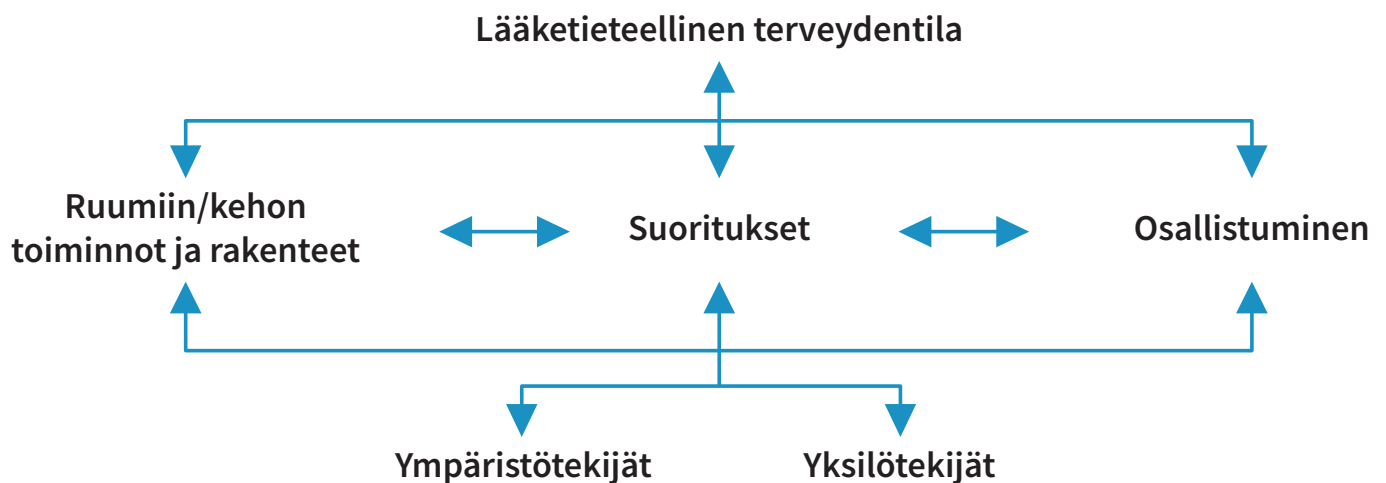 Lääketieteellinen terveydentila
Ruumiin/kehon
toiminnot ja rakenteet
Suoritukset
Osallistuminen
Ympäristötekijät
Yksilötekijät